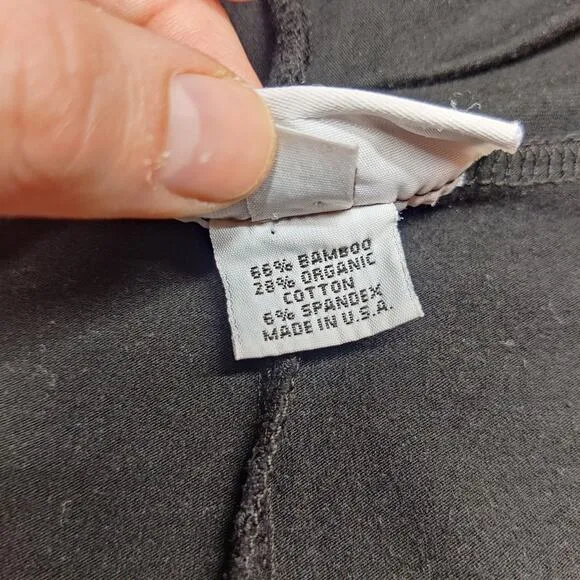 66% BAMBOO
28% ORGANIC
COTTON
6% SPANDEX
MADE IN U.S.A.